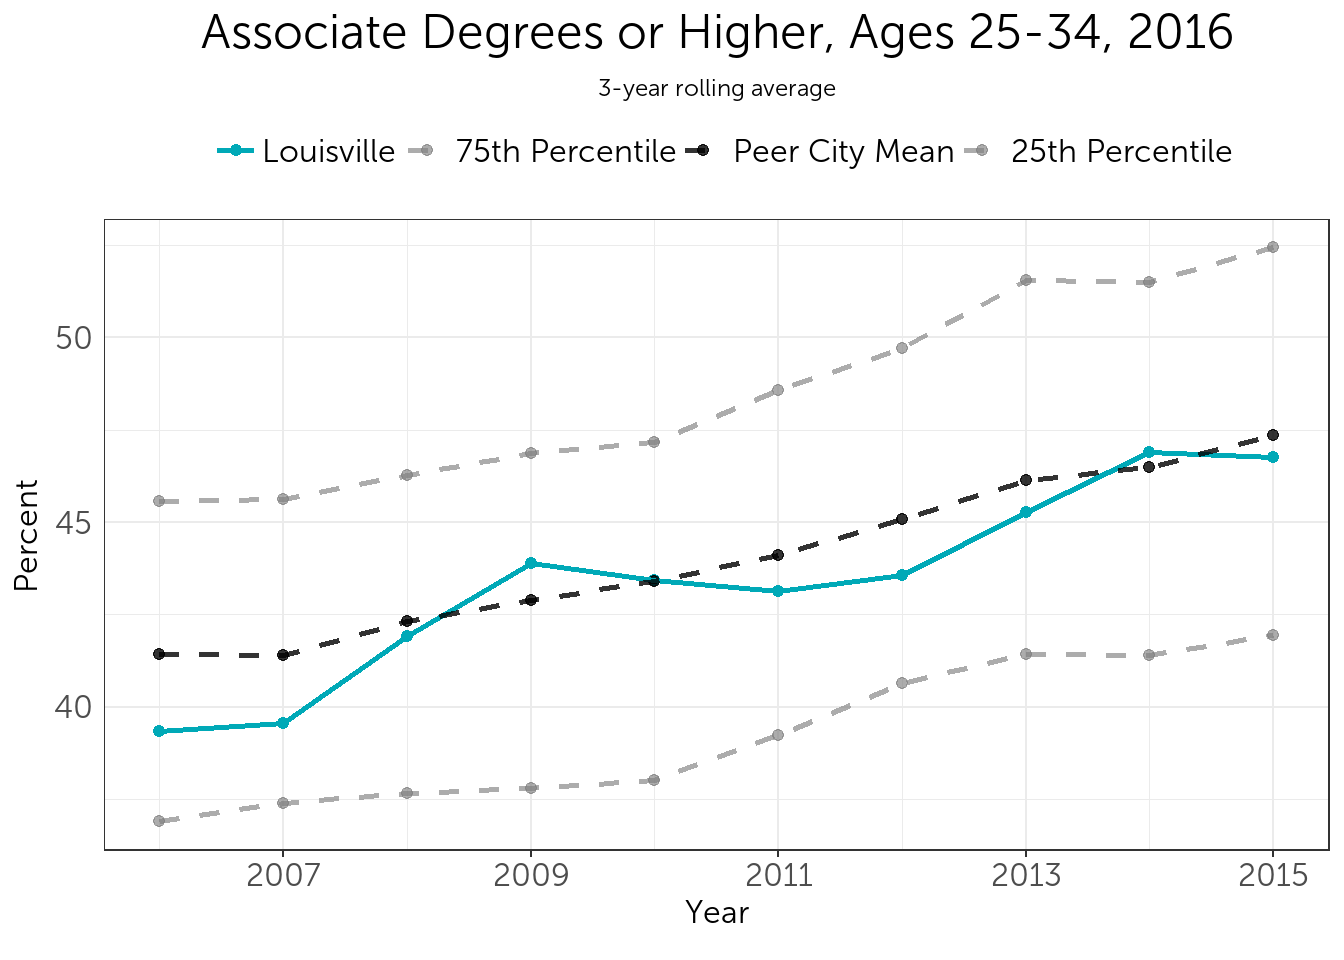 Associate Degrees or Higher, Ages 25-34, 2016
3-year rolling average
Louisville 75th Percentile Peer City Mean 25th Percentile
50
45
40
Percent
2007 2009 2011 2013 2015
Year